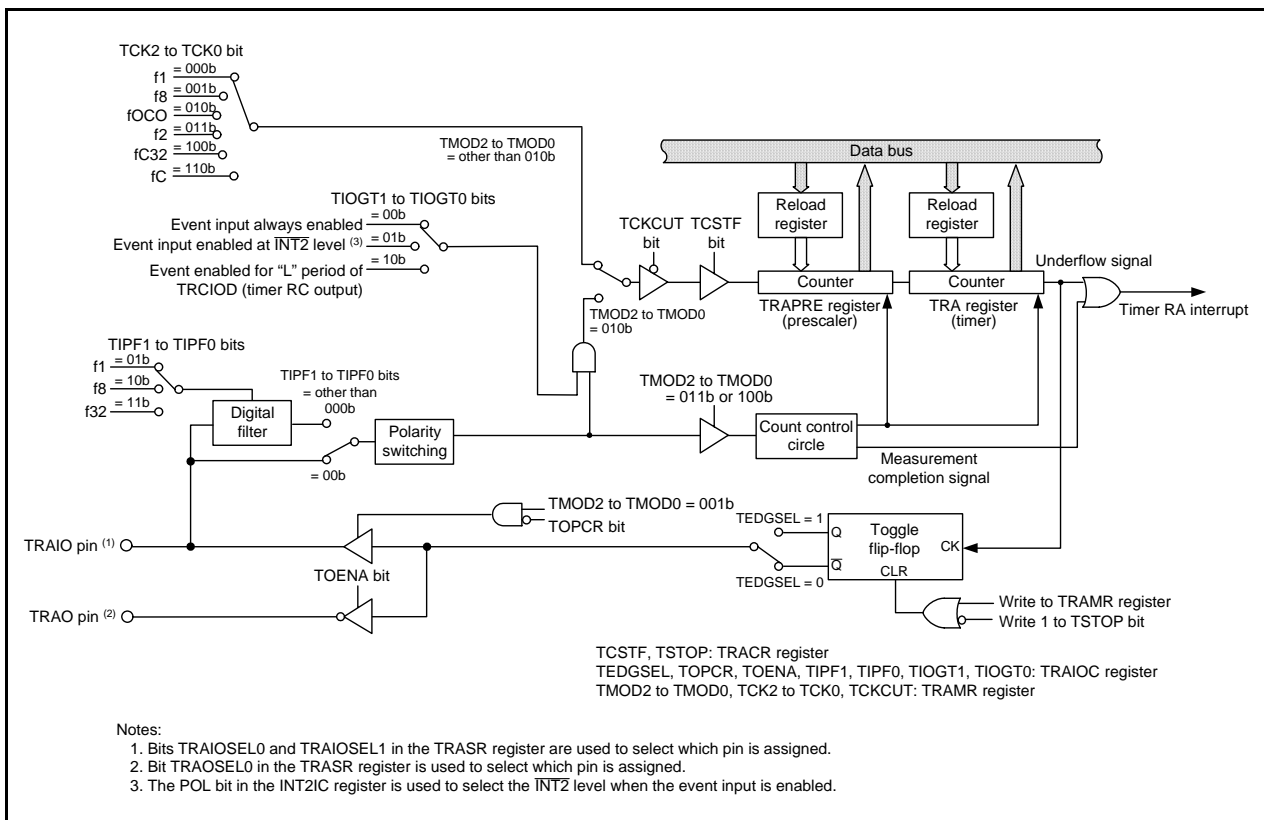 TCK2 to TCK0 bit
f1 = 000b
f8 = 001b
fOCO = 010b
f2 = 011b
fC32 = 100b
fC = 110b
TMOD2 to TMOD0
= other than 010b
Data bus
TIOGT1 to TIOGT0 bits
Event input always enabled = 00b
Event input enabled at INT2 level (3) = 01b
Event enabled for “L” period of = 10b
TRCIOD (timer RC output)
TCKCUT
bit
TCSTF
bit
Reload
register
Reload
register
Counter
Counter
TRAPRE register
(prescaler)
TRA register
(timer)
Underflow signal
Timer RA interrupt
TMOD2 to TMOD0
= 010b
TIPF1 to TIPF0 bits
f1 = 01b
f8 = 10b
f32 = 11b
Digital
filter
TIPF1 to TIPF0 bits
= other than
000b
= 00b
Polarity
switching
TMOD2 to TMOD0
= 011b or 100b
Count control
circle
Measurement
completion signal
TMOD2 to TMOD0 = 001b
TOPCR bit
TRAIO pin (1)
TOENA bit
TRAO pin (2)
TEDGSEL = 1
TEDGSEL = 0
Q
Q
Toggle
flip-flop
CK
CLR
Write to TRAMR register
Write 1 to TSTOP bit
TCSTF, TSTOP: TRACR register
TEDGSEL, TOPCR, TOENA, TIPF1, TIPF0, TIOGT1, TIOGT0: TRAIOC register
TMOD2 to TMOD0, TCK2 to TCK0, TCKCUT: TRAMR register
Notes:
1. Bits TRAIOSEL0 and TRAIOSEL1 in the TRASR register are used to select which pin is assigned.
2. Bit TRAOSEL0 in the TRASR register is used to select which pin is assigned.
3. The POL bit in the INT2IC register is used to select the INT2 level when the event input is enabled.